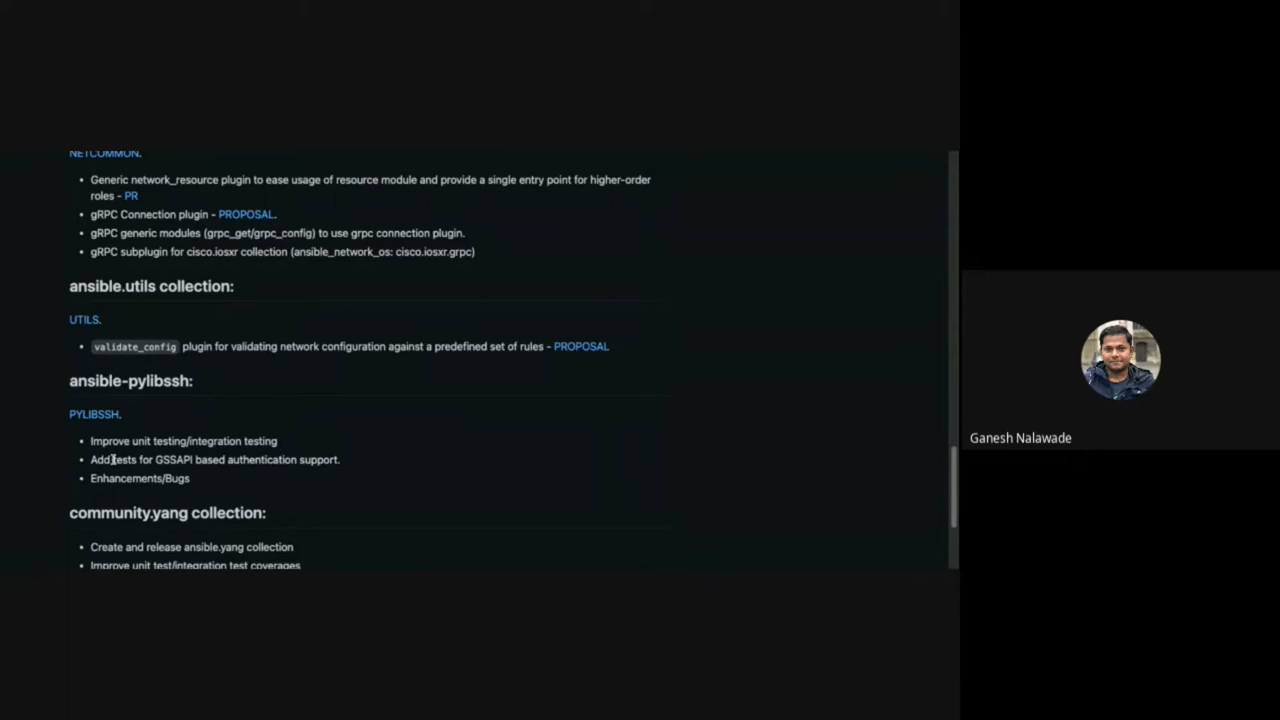 NETCOMMON.
• Generic network_resource plugin to ease usage of resource module and provide a single entry point for higher-order
roles - PR
• gRPC Connection plugin - PROPOSAL.
• gRPC generic modules (grpc_get/grpc_config) to use grpc connection plugin.
• gRPC subplugin for cisco.iosxr collection (ansible_network_os: cisco.iosxr.grpc)
ansible.utils collection:
UTILS.
• validate_config plugin for validating network configuration against a predefined set of rules - PROPOSAL
ansible-pylibssh:
PYLIBSSH.
• Improve unit testing/integration testing
• Add tests for GSSAPI based authentication support.
• Enhancements/Bugs
community.yang collection:
• Create and release ansible.yang collection
• Improve unit test/integration test coverages
Ganesh Nalawade